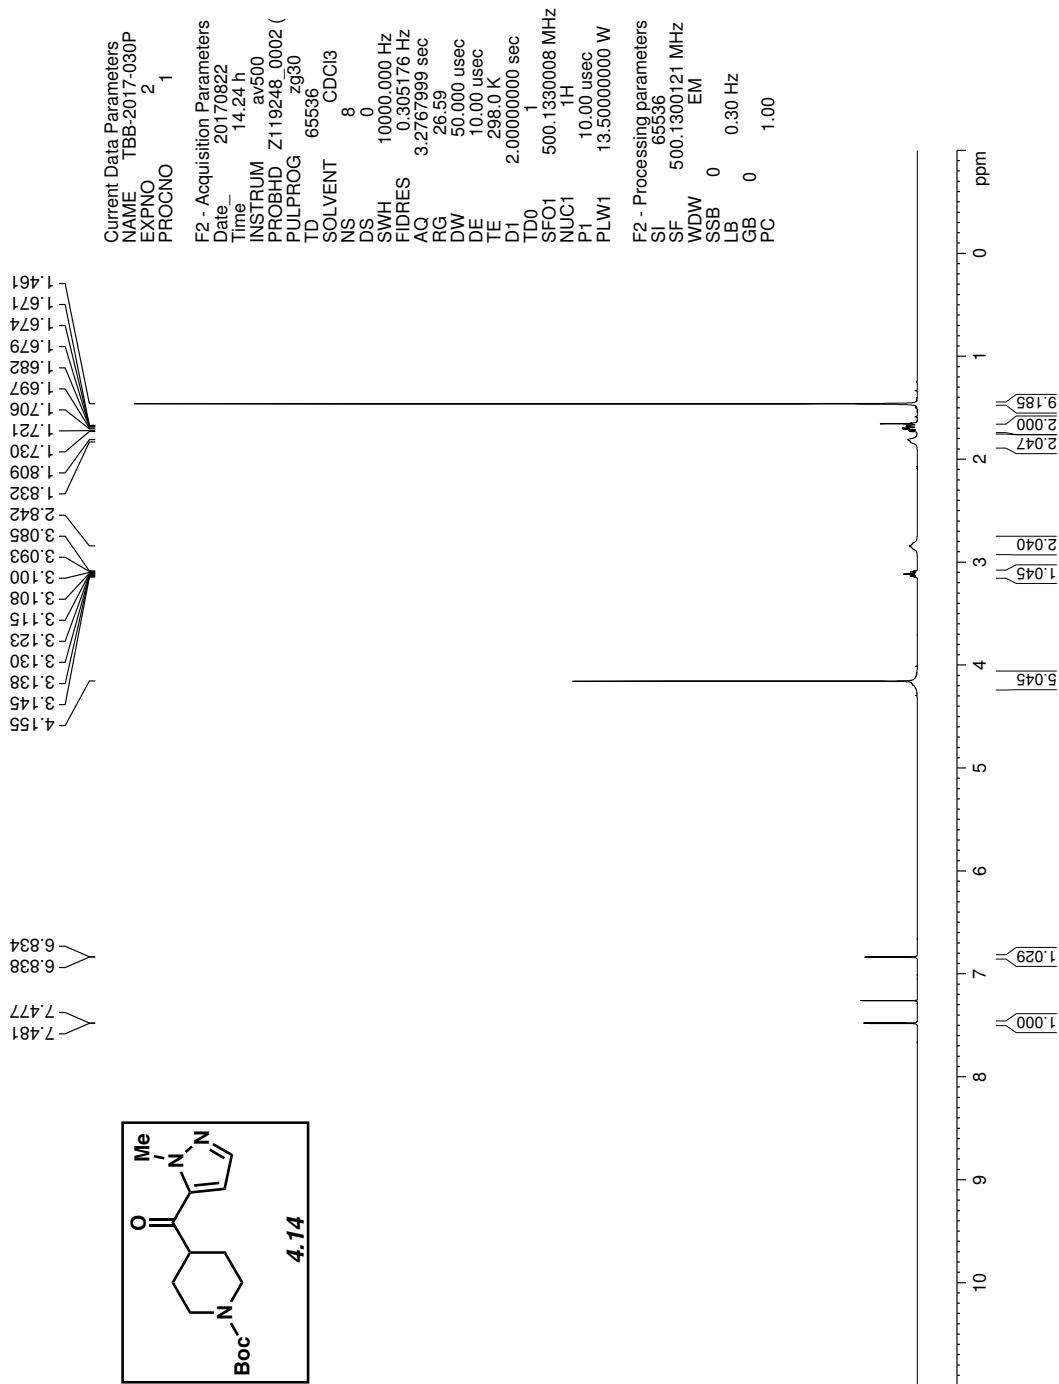 Current Data Parameters
NAME TBB-2017-030P
EXPNO 2
PROCNO 1
F2 - Acquisition Parameters
Date_ 20170822
Time 14.24 h
INSTRUM av500
PROBHD Z119248_0002 (
PULPROG zg30
TD 65536
SOLVENT CDCl3
NS 8
DS 0
SWH 10000.000 Hz
FIDRES 0.305176 Hz
AQ 3.2767999 sec
RG 26.59
DW 50.000 usec
DE 10.00 usec
TE 298.0 K
D1 2.00000000 sec
TD0 1
SFO1 500.1330008 MHz
NUC1 1H
P1 10.00 usec
PLW1 13.50000000 W
F2 - Processing parameters
SI 65536
SF 500.1300121 MHz
WDW EM
SSB 0
LB 0.30 Hz
GB 0
PC 1.00
1.461
1.671
1.674
1.679
1.682
1.697
1.706
1.721
1.730
1.809
1.832
2.842
3.085
3.093
3.100
3.108
3.115
3.123
3.130
3.138
3.145
4.155
6.834
6.838
7.477
7.481
Me
O
N
N
N
Boc
4.14
ppm
0
1
2
3
4
5
6
7
8
9
10
9.185
2.000
2.047
2.040
1.045
5.045
1.029
1.000